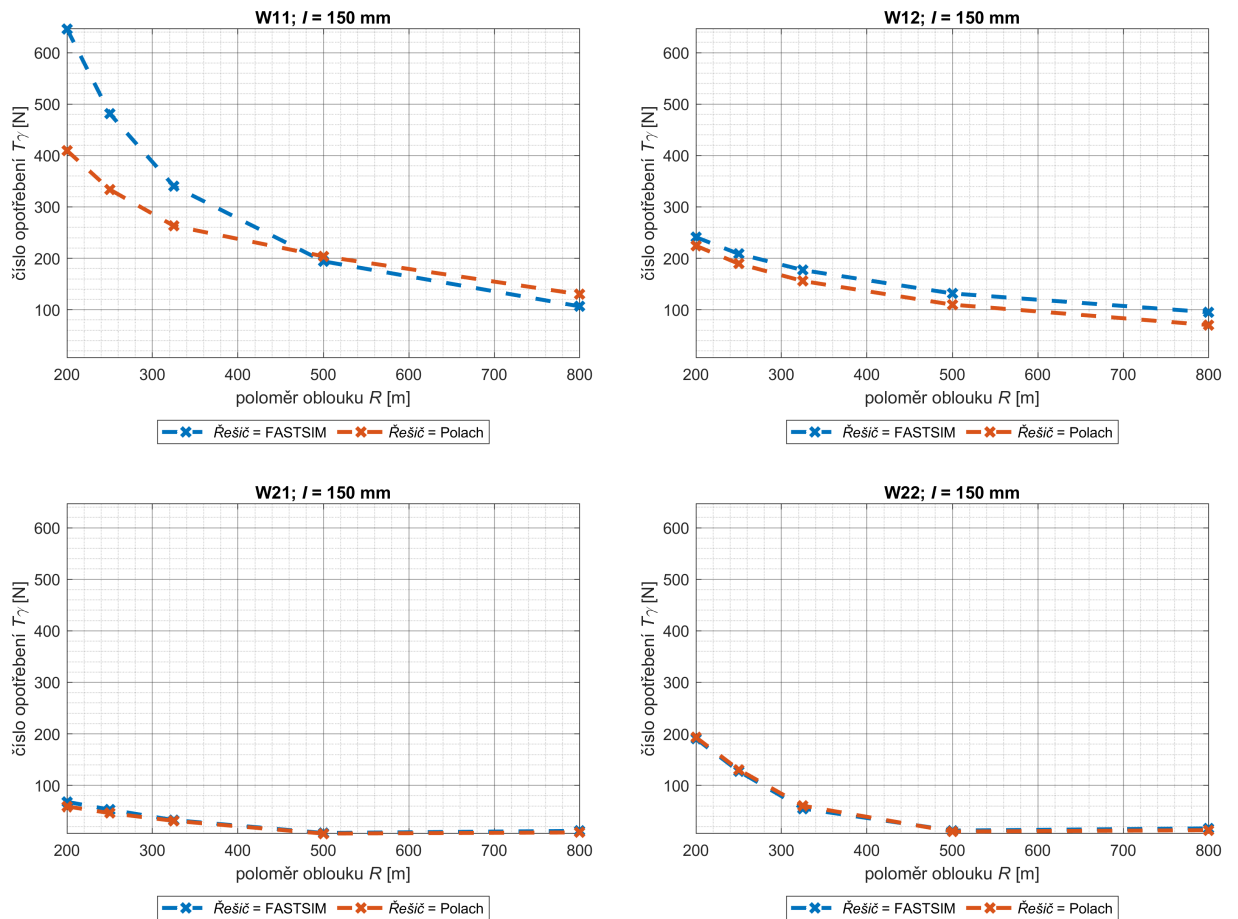 W11; I = 150 mm
600
500
400
300
200
100
200 300 400 500 600 700 800
číslo opotřebení Tγ [N]
poloměr oblouku R [m]
Řešič = FASTSIM Řešič = Polach
W12; I = 150 mm
600
500
400
300
200
100
200 300 400 500 600 700 800
číslo opotřebení Tγ [N]
poloměr oblouku R [m]
Řešič = FASTSIM Řešič = Polach
W21; I = 150 mm
600
500
400
300
200
100
200 300 400 500 600 700 800
číslo opotřebení Tγ [N]
poloměr oblouku R [m]
Řešič = FASTSIM Řešič = Polach
W22; I = 150 mm
600
500
400
300
200
100
200 300 400 500 600 700 800
číslo opotřebení Tγ [N]
poloměr oblouku R [m]
Řešič = FASTSIM Řešič = Polach